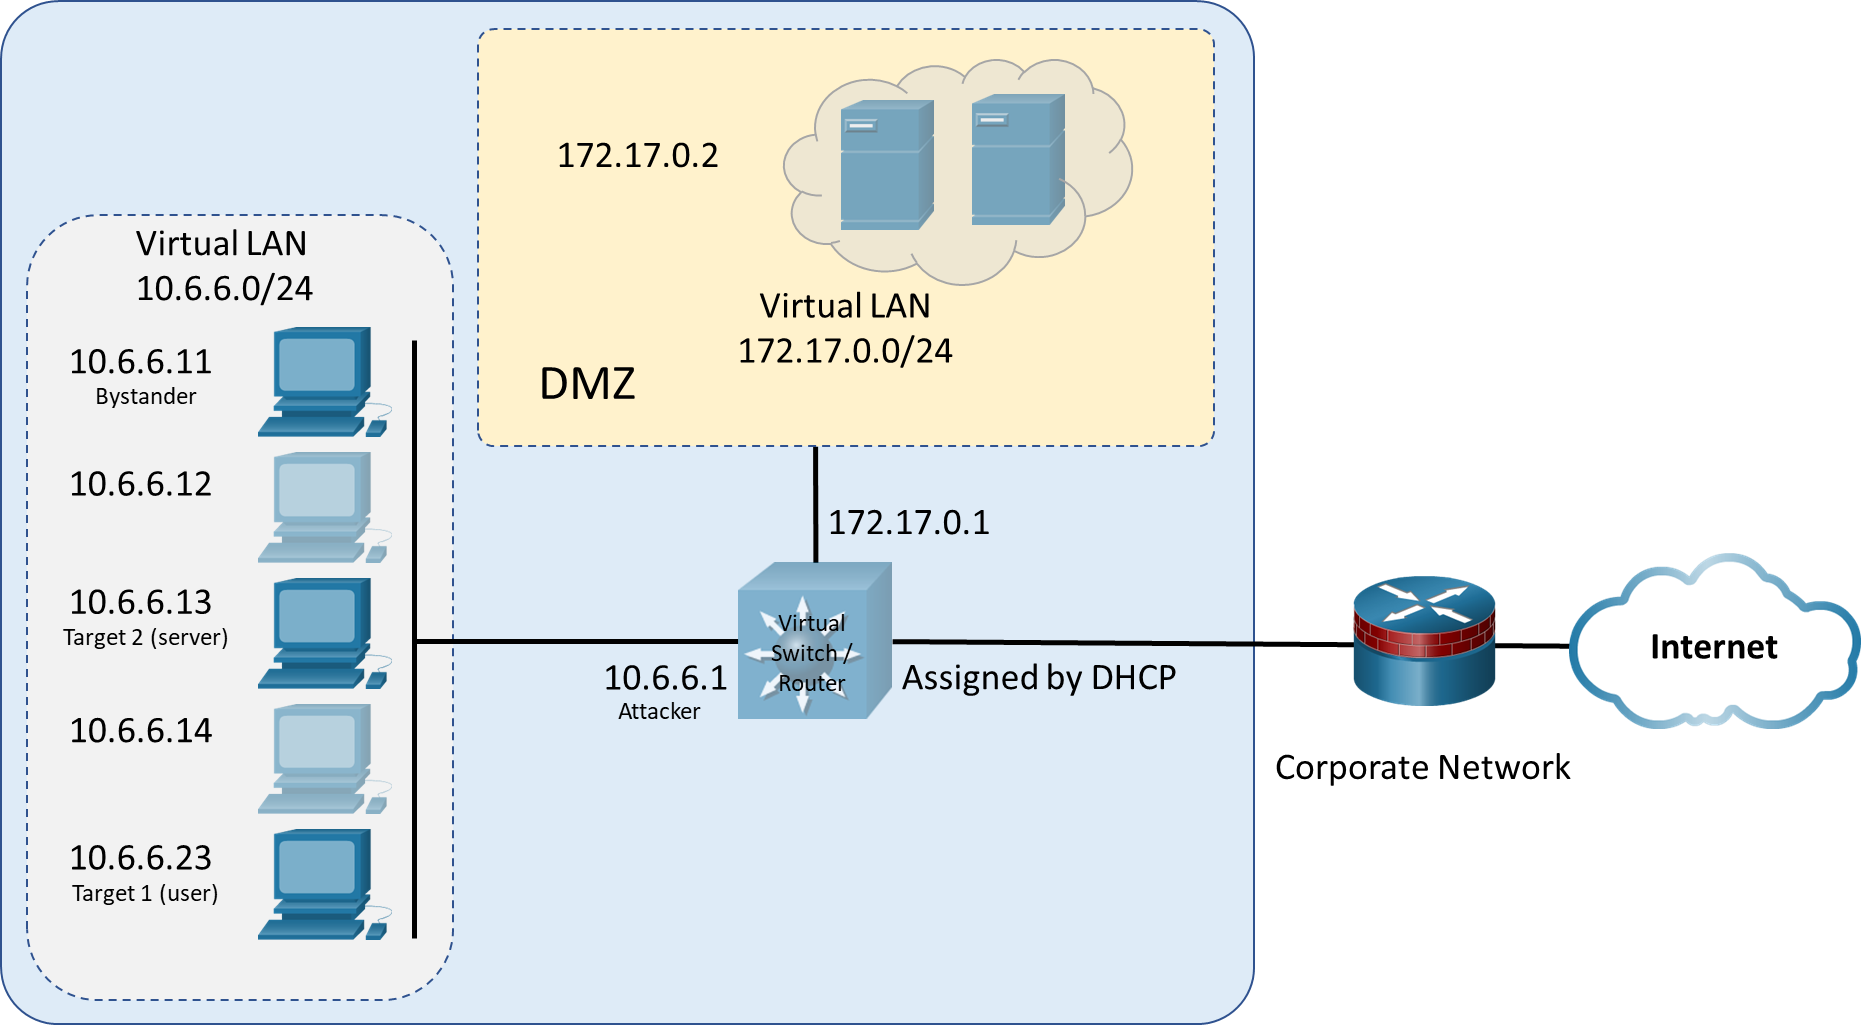 172.17.0.2
Virtual LAN
172.17.0.0/24
DMZ
Virtual LAN
10.6.6.0/24
10.6.6.11
Bystander
10.6.6.12
10.6.6.13
Target 2 (server)
10.6.6.14
10.6.6.23
Target 1 (user)
172.17.0.1
Virtual
Switch /
Router
10.6.6.1
Attacker
Assigned by DHCP
Corporate Network
Internet